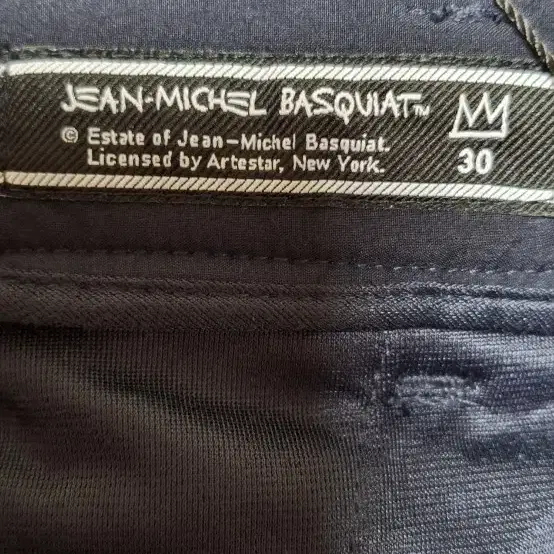 JEAN-MICHEL BASQUIAT™
© Estate of Jean-Michel Basquiat.
Licensed by Artestar, New York.
30